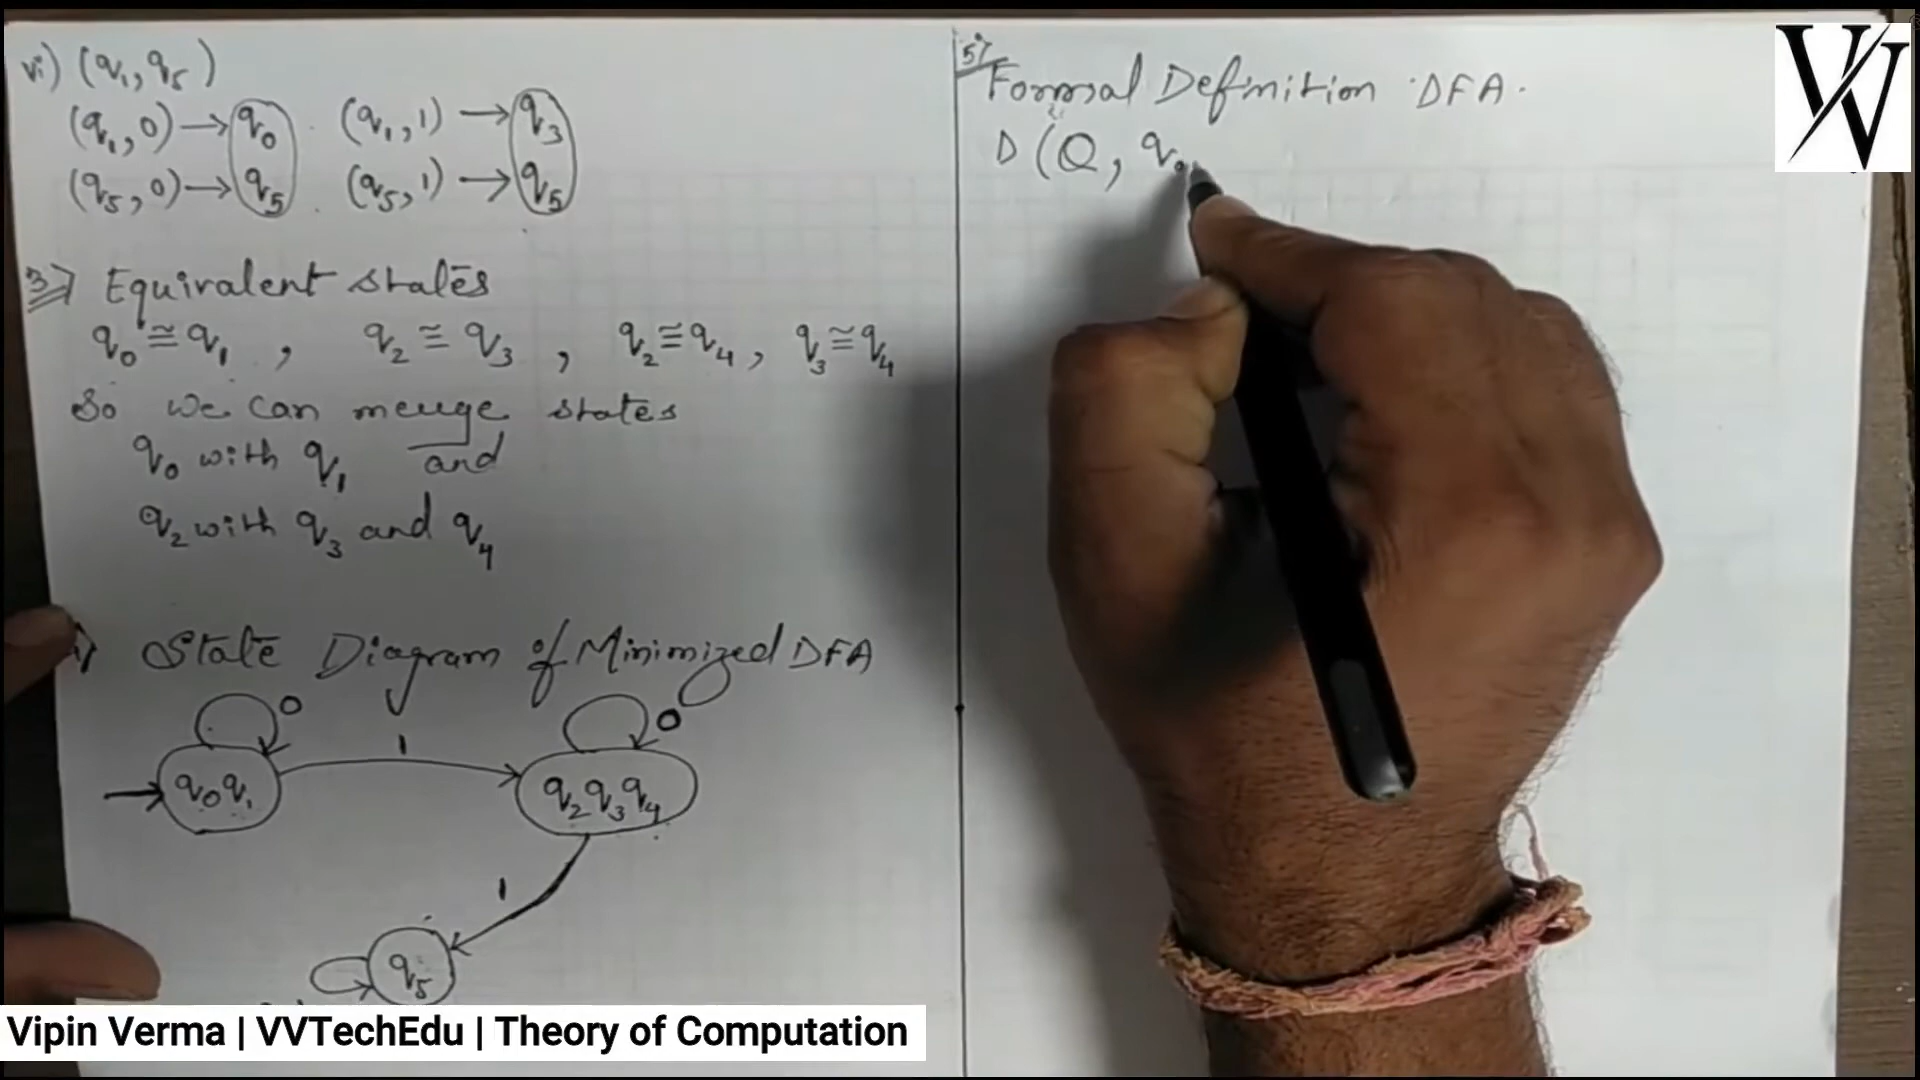 vi) (q₁, q₅)
(q₁, 0) → q₀ (q₁, 1) → q₃
(q₅, 0) → q₅ (q₅, 1) → q₅
3) Equivalent states
q₀ ≅ q₁ , q₂ ≅ q₃ , q₂ ≅ q₄ , q₃ ≅ q₄
So we can merge states
q₀ with q₁ and
q₂ with q₃ and q₄
State Diagram of Minimized DFA
0 0
1
q₀q₁ q₂q₃q₄
1
q₅
5) Formal Definition DFA.
D (Q, q₀
VV
Vipin Verma | VVTechEdu | Theory of Computation